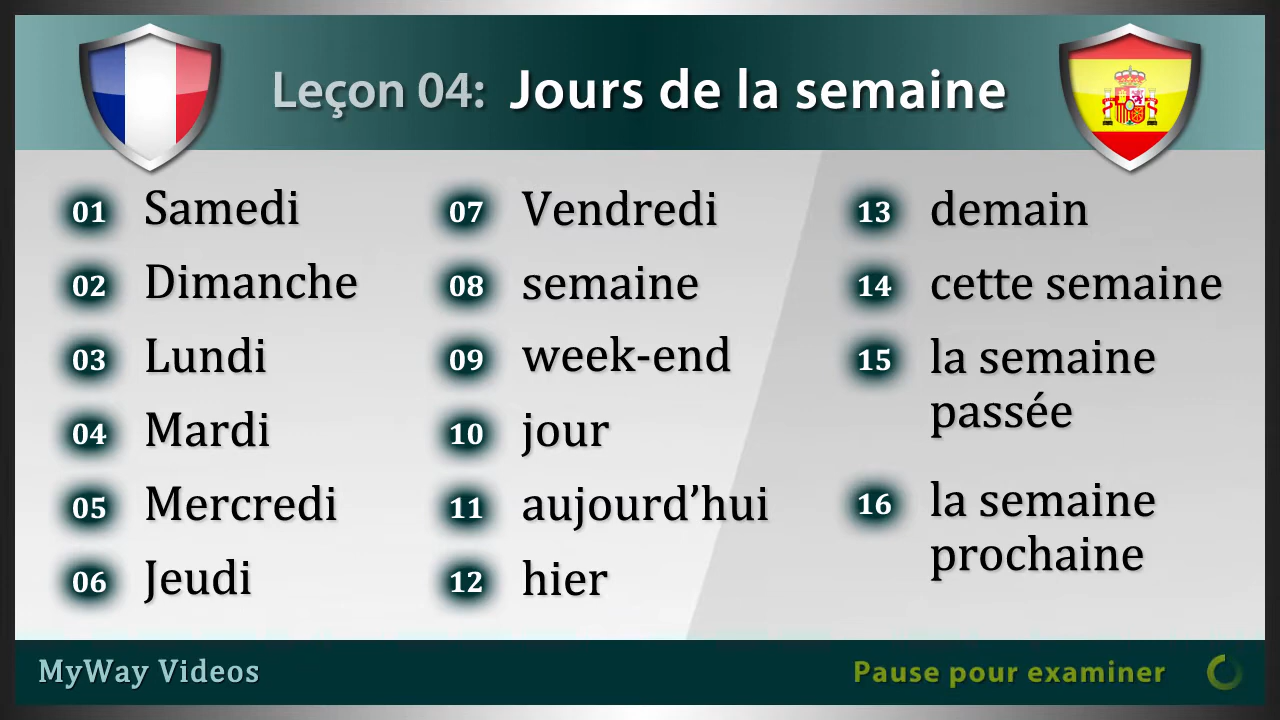 Leçon 04: Jours de la semaine
01 Samedi
02 Dimanche
03 Lundi
04 Mardi
05 Mercredi
06 Jeudi
07 Vendredi
08 semaine
09 week-end
10 jour
11 aujourd’hui
12 hier
13 demain
14 cette semaine
15 la semaine
passée
16 la semaine
prochaine
MyWay Videos
Pause pour examiner